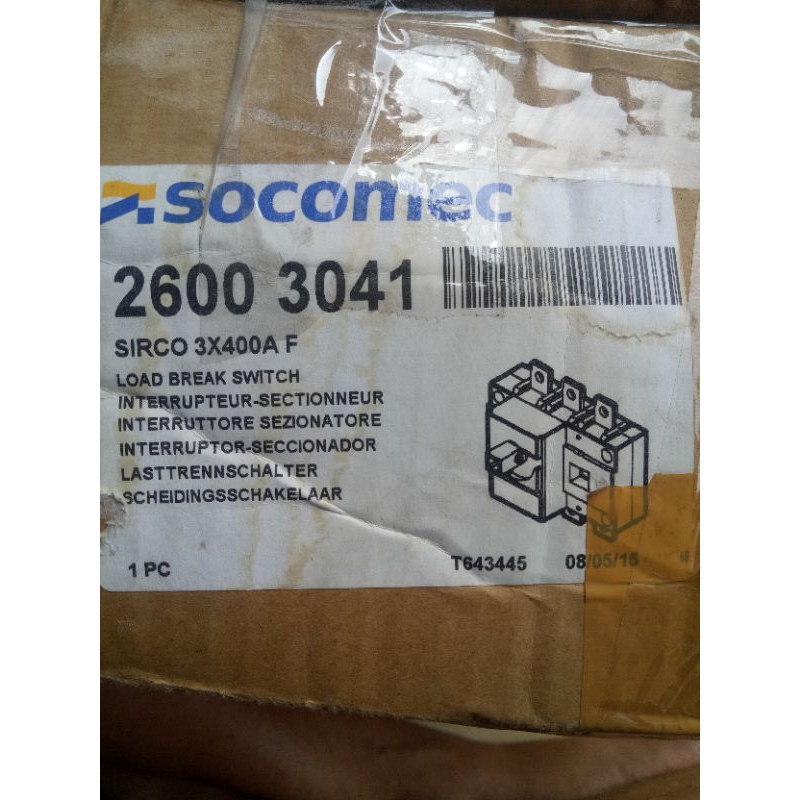 socomec
2600 3041
SIRCO 3X400A F
LOAD BREAK SWITCH
INTERRUPTEUR-SECTIONNEUR
INTERRUTTORE SEZIONATORE
INTERRUPTOR-SECCIONADOR
LASTTRENNSCHALTER
SCHEIDINGSSCHAKELAAR
1 PC T643445 08/05/15